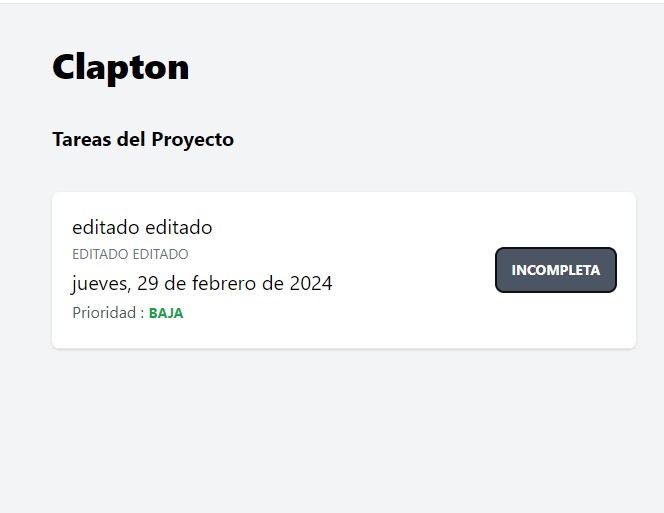 Clapton
Tareas del Proyecto
editado editado
EDITADO EDITADO
jueves, 29 de febrero de 2024
Prioridad : BAJA
INCOMPLETA